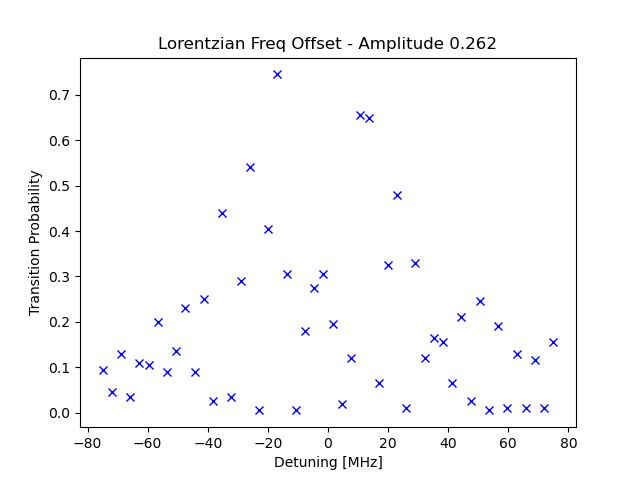 Lorentzian Freq Offset - Amplitude 0.262
Transition Probability
0.7
0.6
0.5
0.4
0.3
0.2
0.1
0.0
−80 −60 −40 −20 0 20 40 60 80
Detuning [MHz]